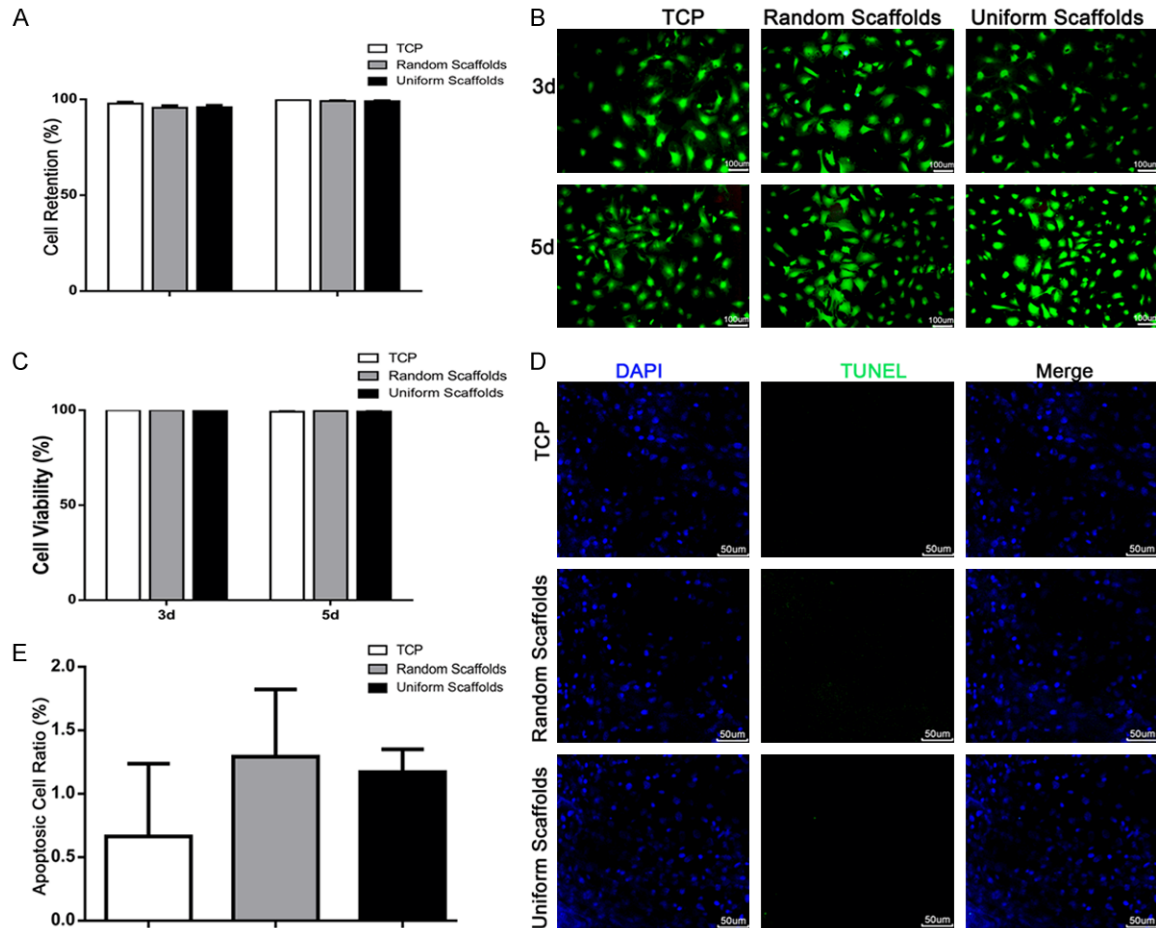 A
TCP
Random Scaffolds
Uniform Scaffolds
Cell Retention (%)
100
50
0
B
TCP Random Scaffolds Uniform Scaffolds
3d
100um 100um 100um
5d
100um 100um 100um
C
TCP
Random Scaffolds
Uniform Scaffolds
Cell Viability (%)
100
50
0
3d 5d
D
DAPI TUNEL Merge
TCP
50um 50um 50um
Random Scaffolds
50um 50um 50um
Uniform Scaffolds
50um 50um 50um
E
TCP
Random Scaffolds
Uniform Scaffolds
Apoptosic Cell Ratio (%)
2.0
1.5
1.0
0.5
0.0